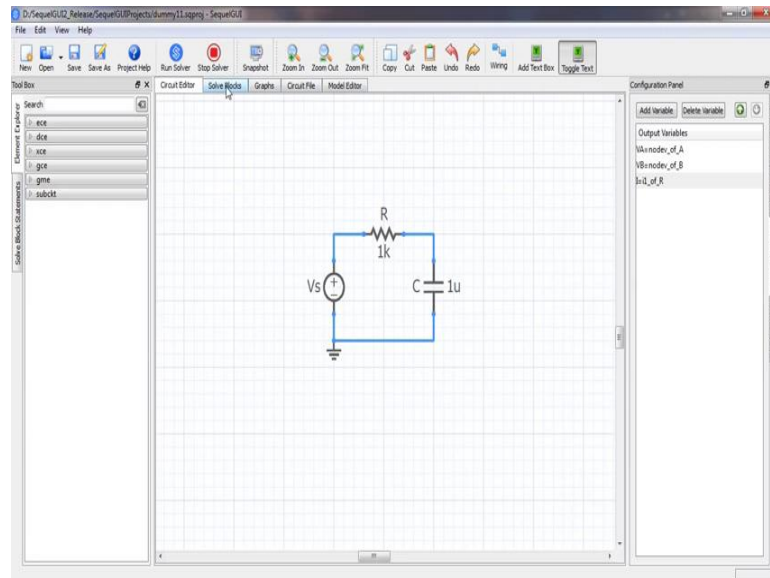 D:/SequelGUI2_Release/SequelGUIProjects/dummy11.sqproj - SequelGUI
File Edit View Help
New Open Save Save As Project Help Run Solver Stop Solver Snapshot Zoom In Zoom Out Zoom Fit Copy Cut Paste Undo Redo Wiring Add Text Box Toggle Text
Tool Box
Circuit Editor Solve Blocks Graphs Circuit File Model Editor
Configuration Panel
Element Explorer
Solve Block Statements
Search
ece
dce
xce
gce
gme
subckt
Add Variable Delete Variable
Output Variables
VA=nodev_of_A
VB=nodev_of_B
I=i1_of_R
R
1k
Vs
C 1u